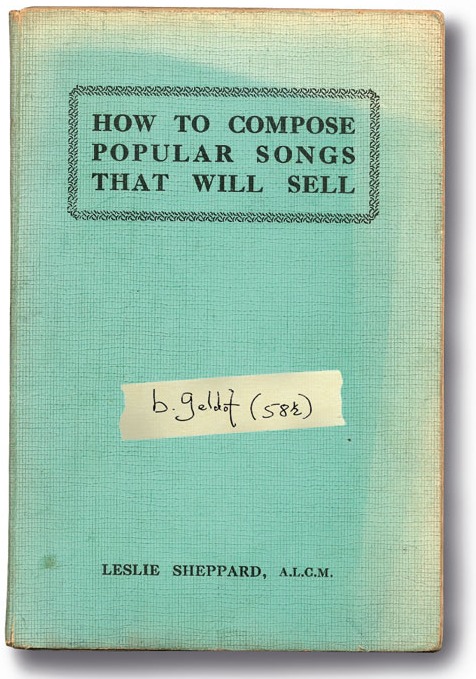 HOW TO COMPOSE
POPULAR SONGS
THAT WILL SELL
b. geldof (58½)
LESLIE SHEPPARD, A.L.C.M.